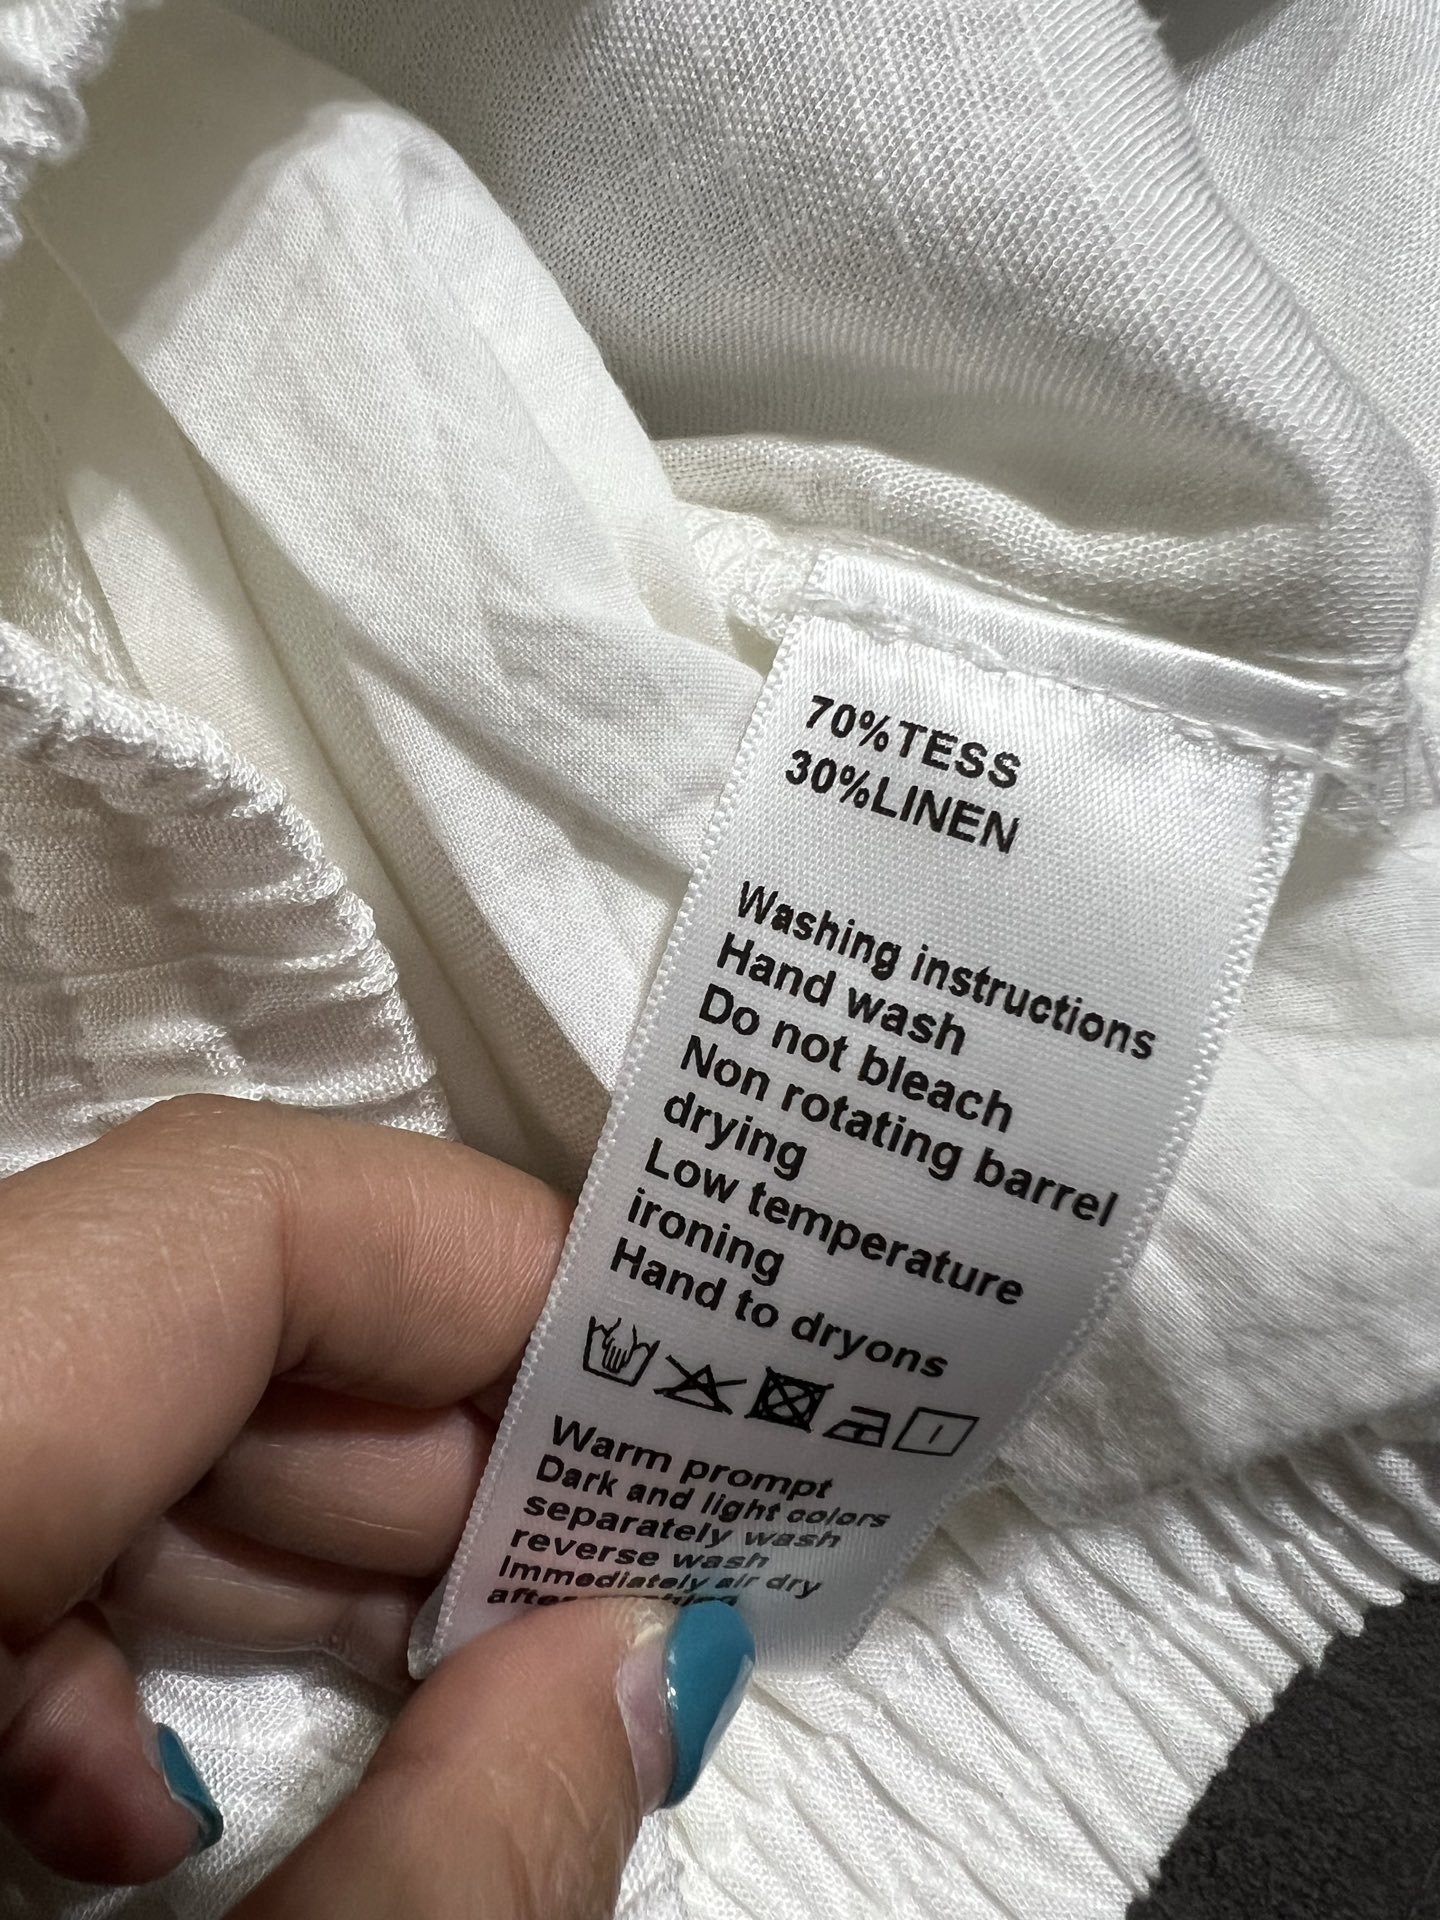 70%TESS
30%LINEN
Washing instructions
Hand wash
Do not bleach
Non rotating barrel
drying
Low temperature
ironing
Hand to dryons
Warm prompt
Dark and light colors
separately wash
reverse wash
Immediately air dry
after